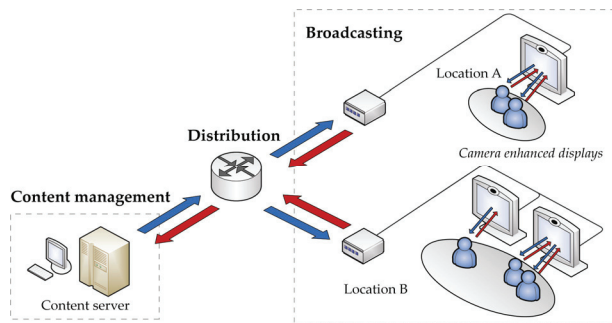 Broadcasting
Location A
Distribution
Camera enhanced displays
Content management
Content server
Location B